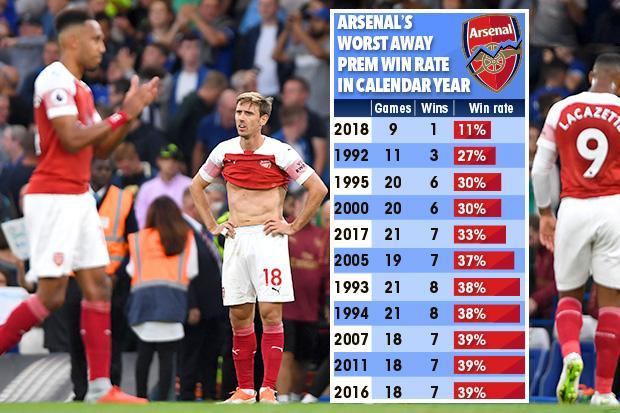 ARSENAL'S
WORST AWAY
PREM WIN RATE
IN CALENDAR YEAR
Arsenal
Games Wins Win rate
2018 9 1 11%
1992 11 3 27%
1995 20 6 30%
2000 20 6 30%
2017 21 7 33%
2005 19 7 37%
1993 21 8 38%
1994 21 8 38%
2007 18 7 39%
2011 18 7 39%
2016 18 7 39%
18
LACAZETTE
9